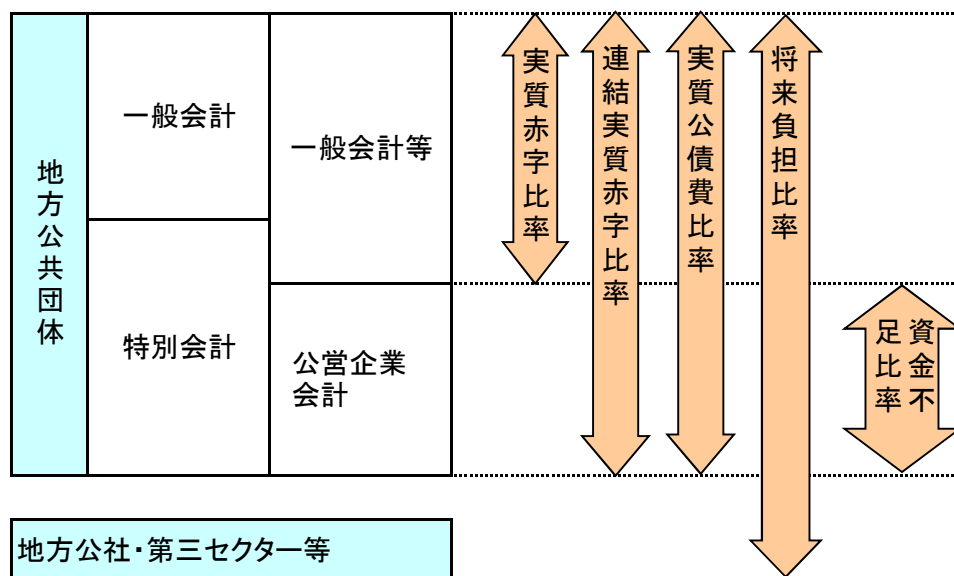 地方公共団体
一般会計
特別会計
一般会計等
公営企業
会計
実質赤字比率
連結実質赤字比率
実質公債費比率
将来負担比率
資金不
足比率
地方公社・第三セクター等